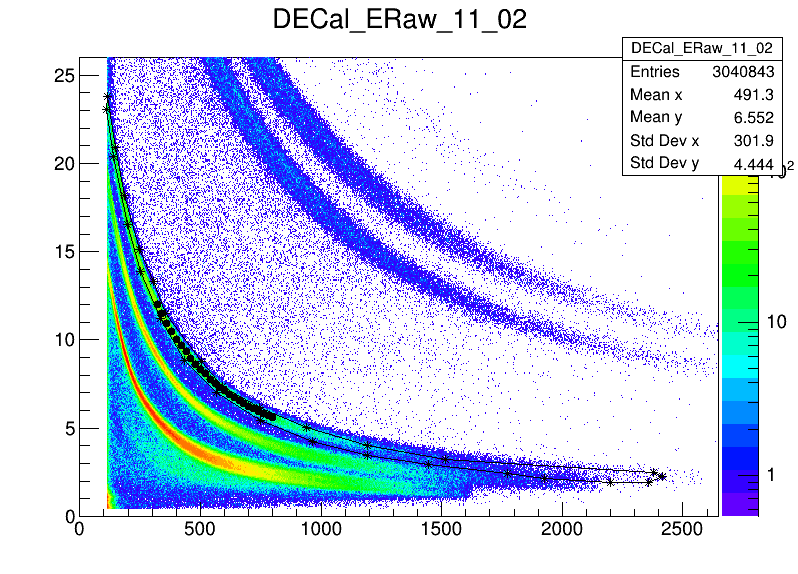 DECal_ERaw_11_02
DECal_ERaw_11_02
Entries 3040843
Mean x 491.3
Mean y 6.552
Std Dev x 301.9
Std Dev y 4.444
25
20
15
10
5
0
0 500 1000 1500 2000 2500
10
1